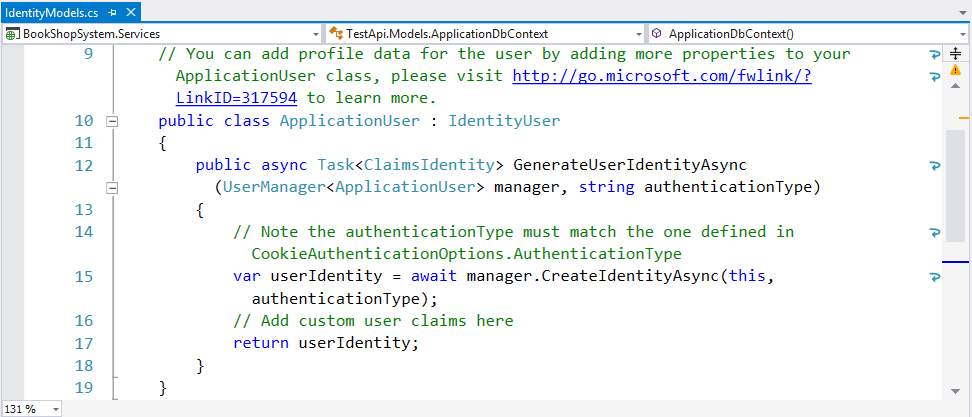 IdentityModels.cs
BookShopSystem.Services TestApi.Models.ApplicationDbContext ApplicationDbContext()
9 // You can add profile data for the user by adding more properties to your
ApplicationUser class, please visit http://go.microsoft.com/fwlink/?
LinkID=317594 to learn more.
10 public class ApplicationUser : IdentityUser
11 {
12 public async Task<ClaimsIdentity> GenerateUserIdentityAsync
(UserManager<ApplicationUser> manager, string authenticationType)
13 {
14 // Note the authenticationType must match the one defined in
CookieAuthenticationOptions.AuthenticationType
15 var userIdentity = await manager.CreateIdentityAsync(this,
authenticationType);
16 // Add custom user claims here
17 return userIdentity;
18 }
19 }
131 %